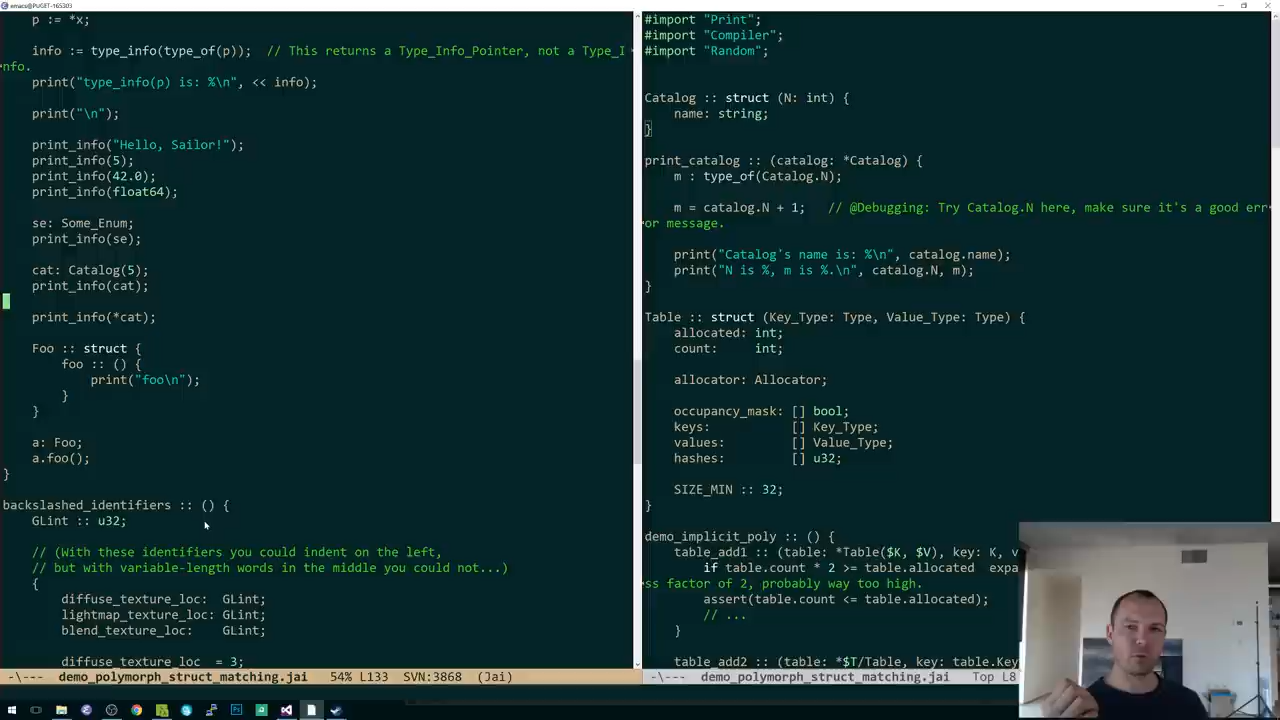 emacs@PUGET-165303
p := *x;
info := type_info(type_of(p));  // This returns a Type_Info_Pointer, not a Type_I
nfo.
print("type_info(p) is: %\n", << info);
print("\n");
print_info("Hello, Sailor!");
print_info(5);
print_info(42.0);
print_info(float64);
se: Some_Enum;
print_info(se);
cat: Catalog(5);
print_info(cat);
print_info(*cat);
Foo :: struct {
foo :: () {
print("foo\n");
}
}
a: Foo;
a.foo();
}
backslashed_identifiers :: () {
GLint :: u32;
// (With these identifiers you could indent on the left,
// but with variable-length words in the middle you could not...)
{
diffuse_texture_loc:  GLint;
lightmap_texture_loc: GLint;
blend_texture_loc:    GLint;
diffuse_texture_loc  = 3;
-\---  demo_polymorph_struct_matching.jai   54% L133  SVN:3868  (Jai)
#import "Print";
#import "Compiler";
#import "Random";
Catalog :: struct (N: int) {
name: string;
}
print_catalog :: (catalog: *Catalog) {
m : type_of(Catalog.N);
m = catalog.N + 1;   // @Debugging: Try Catalog.N here, make sure it's a good err
or message.
print("Catalog's name is: %\n", catalog.name);
print("N is %, m is %.\n", catalog.N, m);
}
Table :: struct (Key_Type: Type, Value_Type: Type) {
allocated: int;
count:     int;
allocator: Allocator;
occupancy_mask: [] bool;
keys:           [] Key_Type;
values:         [] Value_Type;
hashes:         [] u32;
SIZE_MIN :: 32;
}
demo_implicit_poly :: () {
table_add1 :: (table: *Table($K, $V), key: K, v
if table.count * 2 >= table.allocated  expa
ss factor of 2, probably way too high.
assert(table.count <= table.allocated);
// ...
}
table_add2 :: (table: *$T/Table, key: table.Key
-\---  demo_polymorph_struct_matching.jai   Top L8